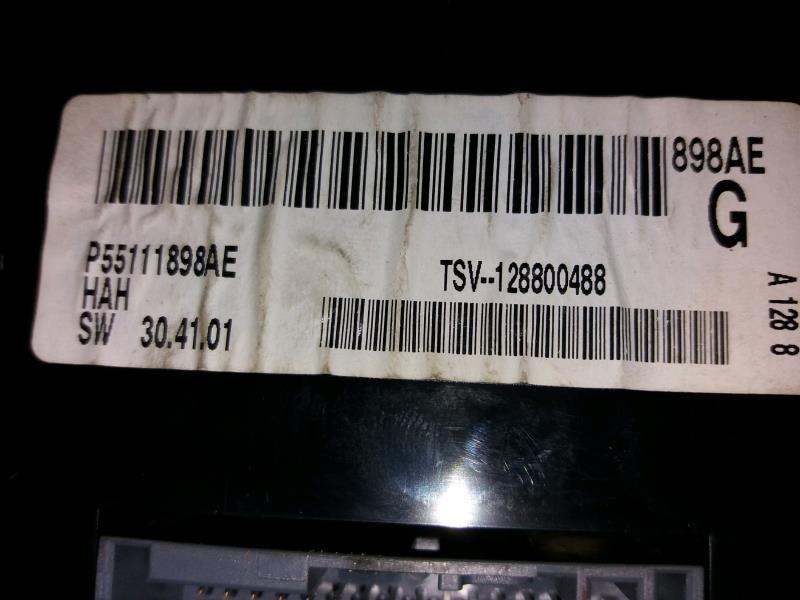 898AE
G
P55111898AE
HAH
SW 30.41.01
TSV--128800488
A 128 8